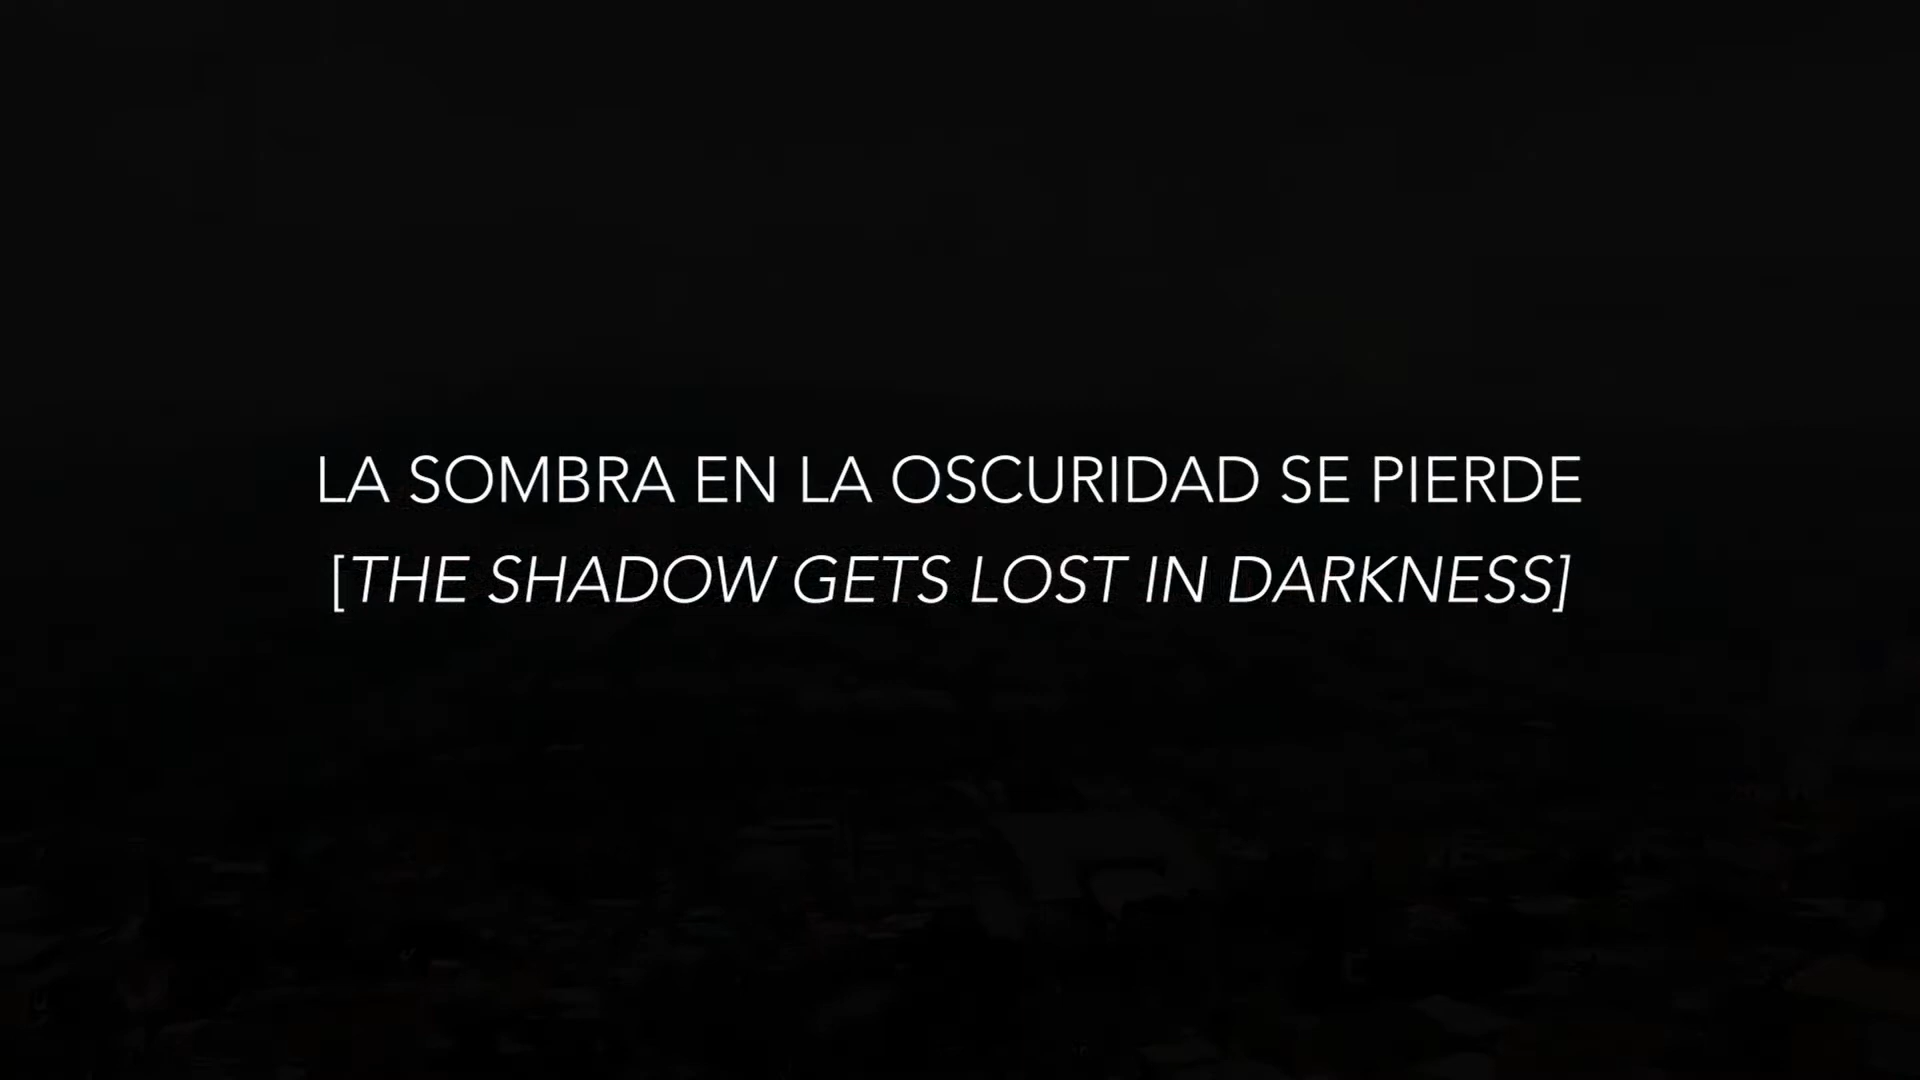 LA SOMBRA EN LA OSCURIDAD SE PIERDE
[THE SHADOW GETS LOST IN DARKNESS]